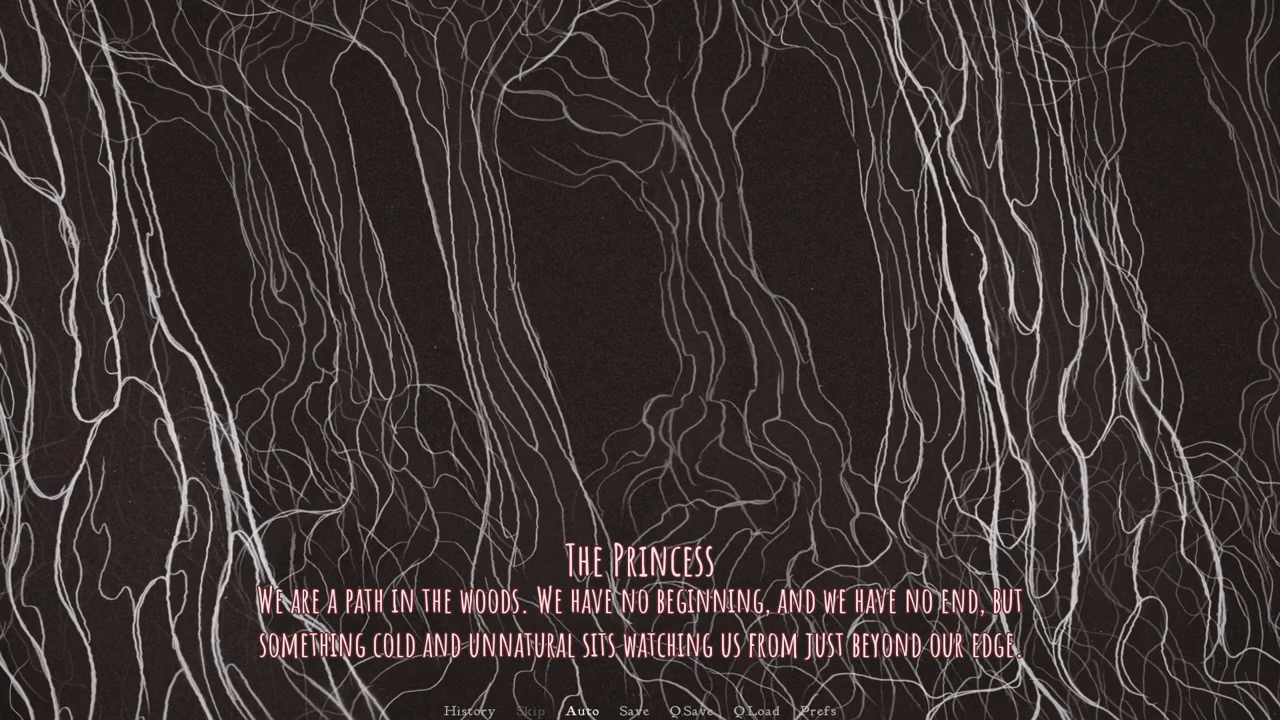 The Princess
We are a path in the woods. We have no beginning, and we have no end, but
something cold and unnatural sits watching us from just beyond our edge.
History Skip Auto Save Q.Save Q.Load Prefs